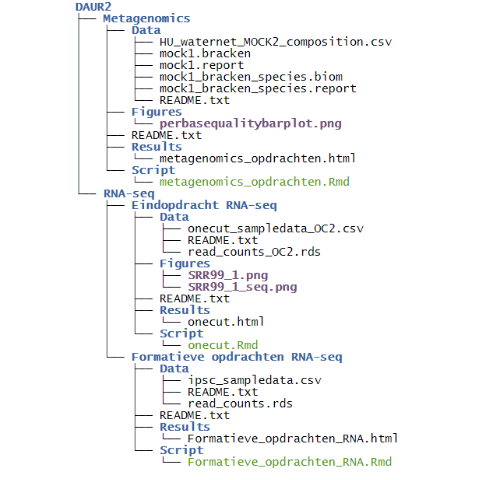 DAUR2
├── Metagenomics
│   ├── Data
│   │   ├── HU_waternet_MOCK2_composition.csv
│   │   ├── mock1.bracken
│   │   ├── mock1.report
│   │   ├── mock1_bracken_species.biom
│   │   ├── mock1_bracken_species.report
│   │   └── README.txt
│   ├── Figures
│   │   └── perbasequalitybarplot.png
│   ├── README.txt
│   ├── Results
│   │   └── metagenomics_opdrachten.html
│   └── Script
│       └── metagenomics_opdrachten.Rmd
└── RNA-seq
    ├── Eindopdracht RNA-seq
    │   ├── Data
    │   │   ├── onecut_sampledata_OC2.csv
    │   │   ├── README.txt
    │   │   └── read_counts_OC2.rds
    │   ├── Figures
    │   │   ├── SRR99_1.png
    │   │   └── SRR99_1_seq.png
    │   ├── README.txt
    │   ├── Results
    │   │   └── onecut.html
    │   └── Script
    │       └── onecut.Rmd
    └── Formatieve opdrachten RNA-seq
        ├── Data
        │   ├── ipsc_sampledata.csv
        │   ├── README.txt
        │   └── read_counts.rds
        ├── README.txt
        ├── Results
        │   └── Formatieve_opdrachten_RNA.html
        └── Script
            └── Formatieve_opdrachten_RNA.Rmd